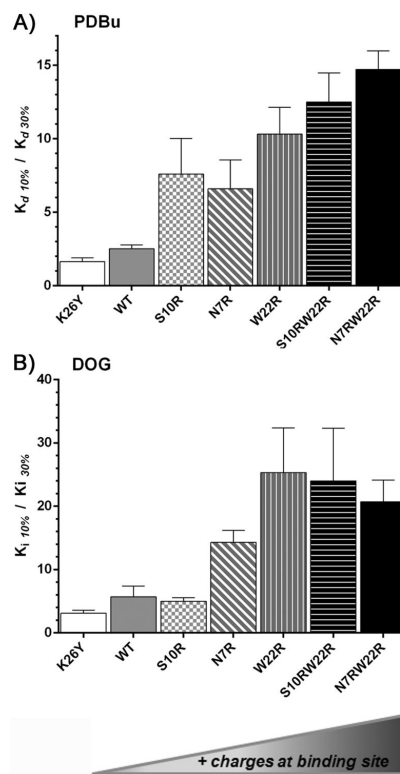 A) PDBu
15
10
5
0
K_d 10% / K_d 30%
K26Y
WT
S10R
N7R
W22R
S10RW22R
N7RW22R
B) DOG
40
30
20
10
0
K_i 10% / Ki 30%
K26Y
WT
S10R
N7R
W22R
S10RW22R
N7RW22R
+ charges at binding site